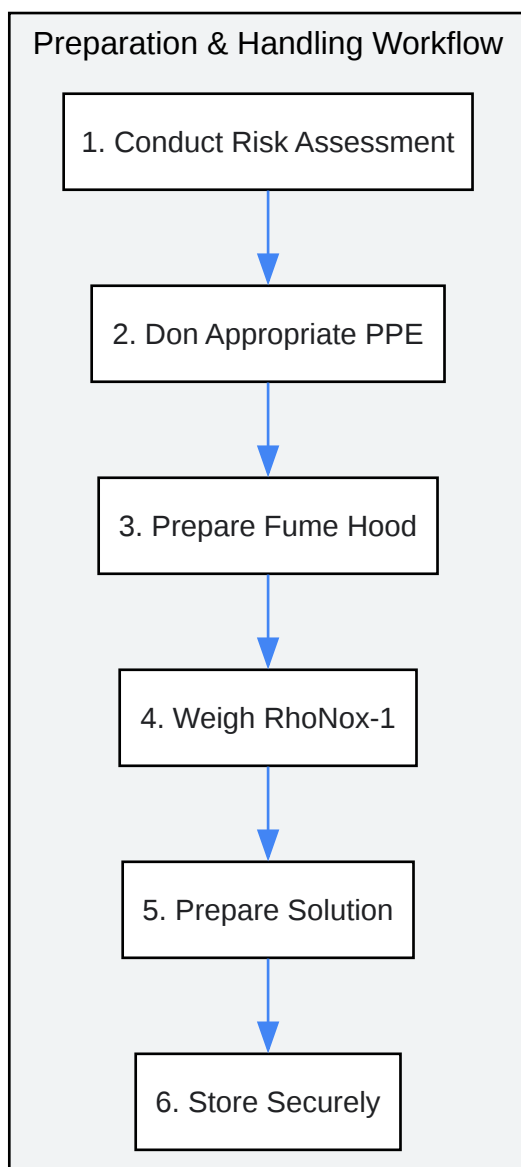 Preparation & Handling Workflow
1. Conduct Risk Assessment
2. Don Appropriate PPE
3. Prepare Fume Hood
4. Weigh RhoNox-1
5. Prepare Solution
6. Store Securely